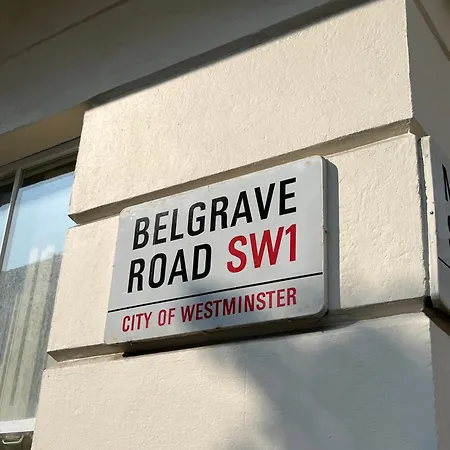 BELGRAVE
ROAD SW1
CITY OF WESTMINSTER